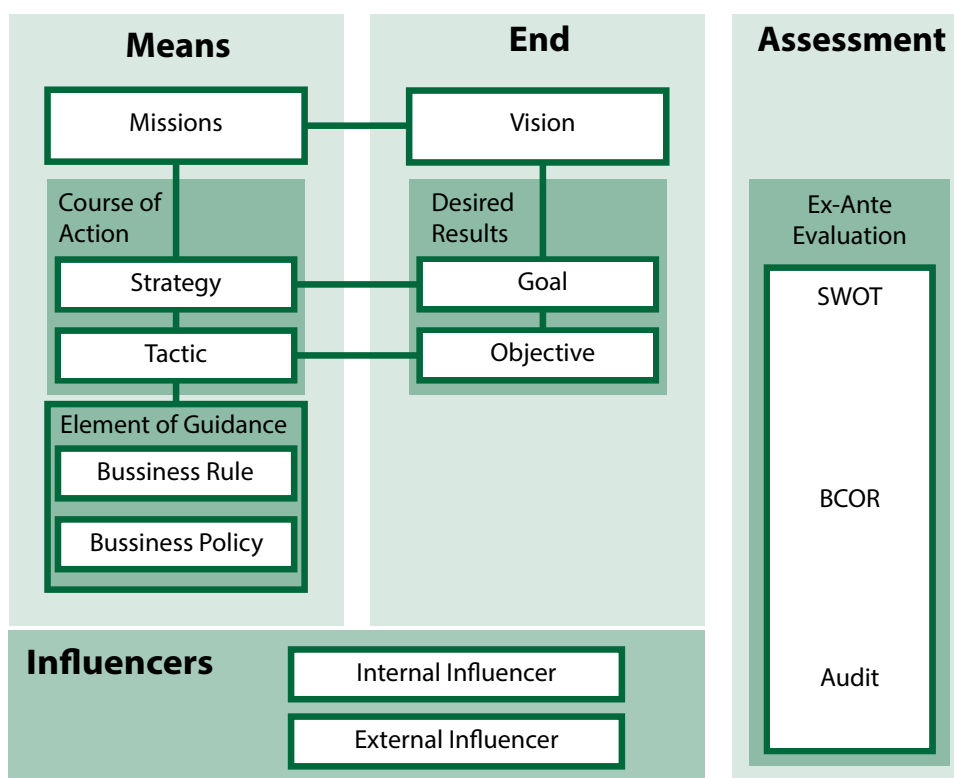 Means
Missions
Course of
Action
Strategy
Tactic
Element of Guidance
Bussiness Rule
Bussiness Policy
End
Vision
Desired
Results
Goal
Objective
Assessment
Ex-Ante
Evaluation
SWOT
BCOR
Audit
Influencers
Internal Influencer
External Influencer